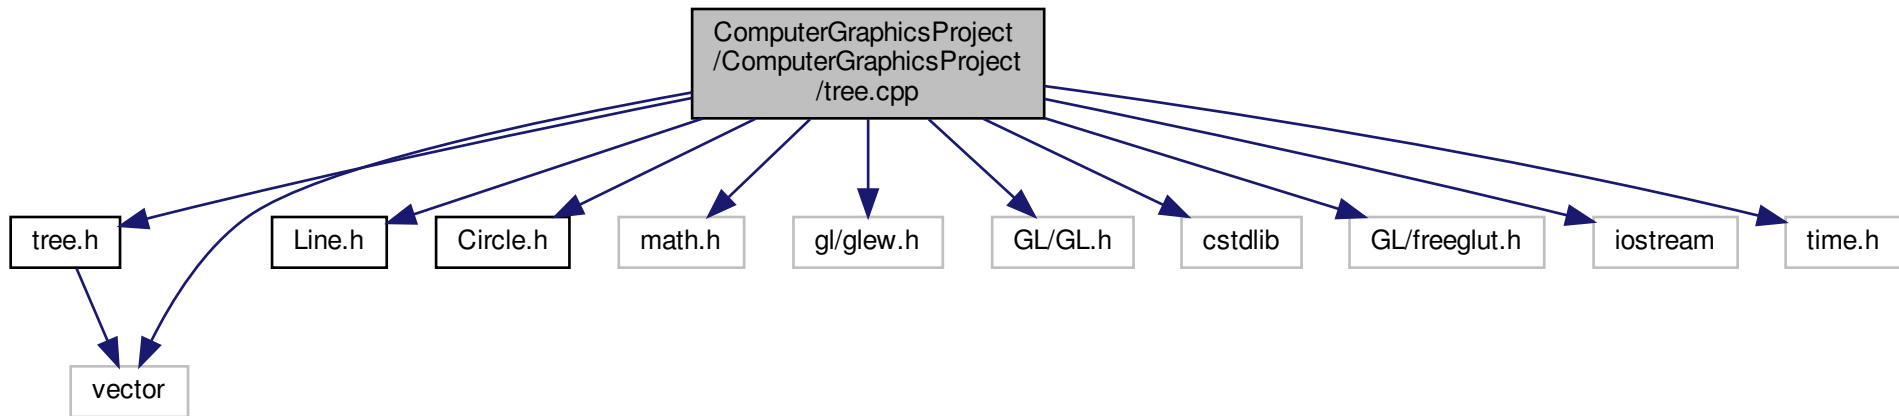 ComputerGraphicsProject
/ComputerGraphicsProject
/tree.cpp
tree.h
Line.h
Circle.h
math.h
gl/glew.h
GL/GL.h
cstdlib
GL/freeglut.h
iostream
time.h
vector